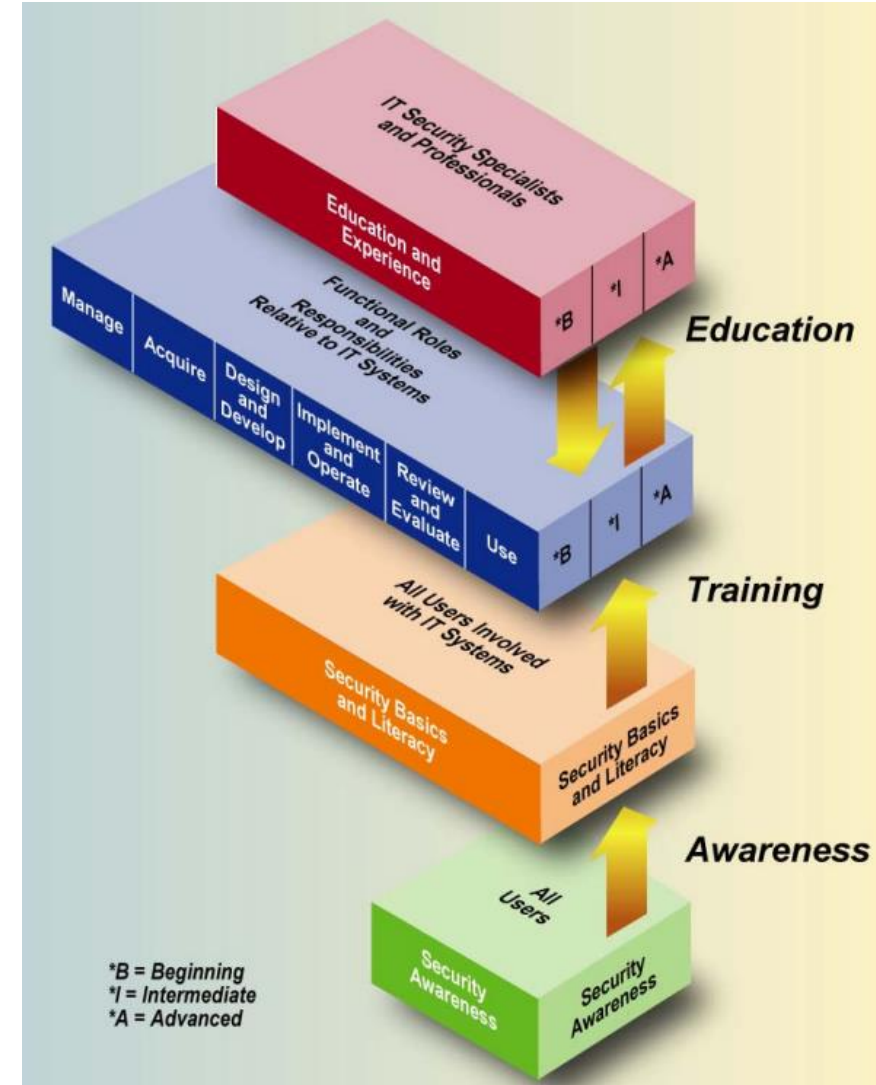 IT Security Specialists
and Professionals
Education and
Experience
*B
*I
*A
Education
Functional Roles
and
Responsibilities
Relative to IT Systems
Manage
Acquire
Design
and
Develop
Implement
and
Operate
Review
and
Evaluate
Use
*B
*I
*A
Training
All Users Involved
with IT Systems
Security Basics
and Literacy
Security Basics
and Literacy
Awareness
All
Users
Security
Awareness
Security
Awareness
*B = Beginning
*I = Intermediate
*A = Advanced